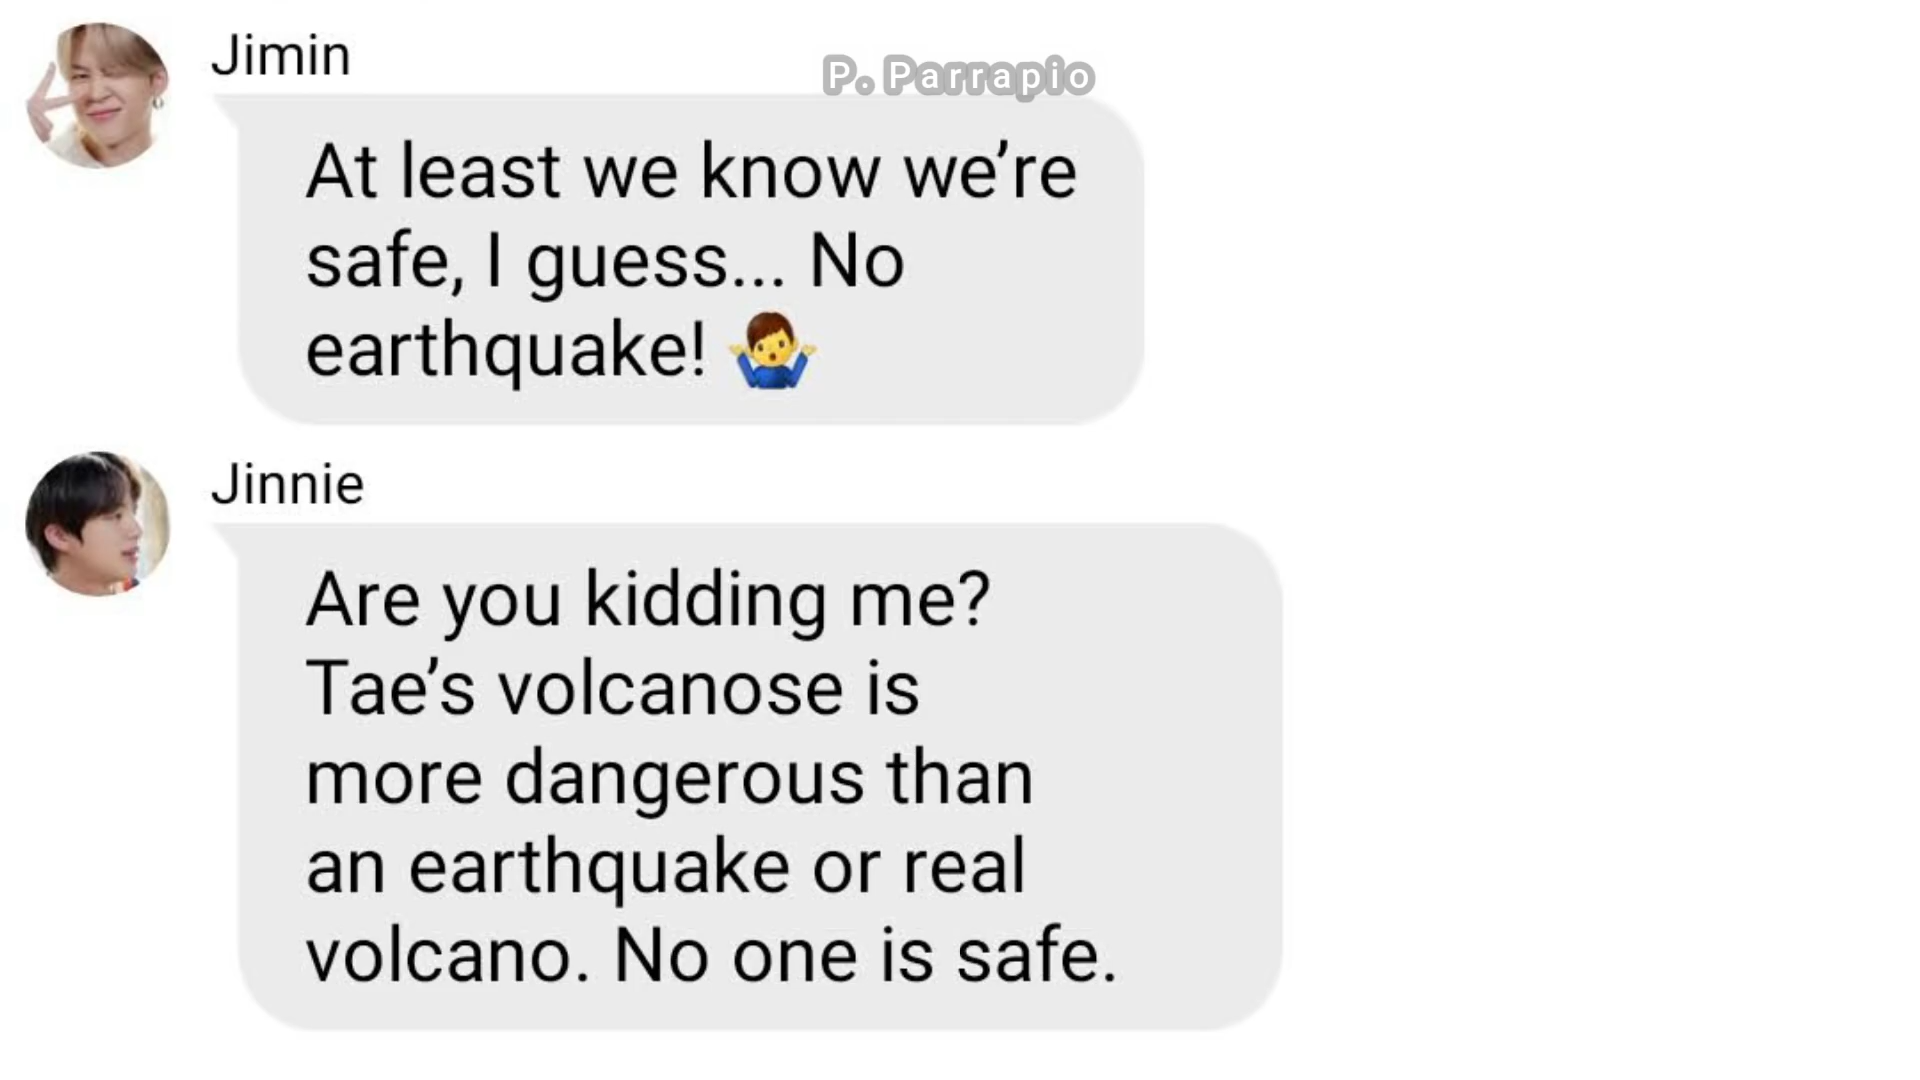 Jimin
P. Parrapio
At least we know we’re
safe, I guess... No
earthquake! 🤷‍♂️
Jinnie
Are you kidding me?
Tae’s volcanose is
more dangerous than
an earthquake or real
volcano. No one is safe.